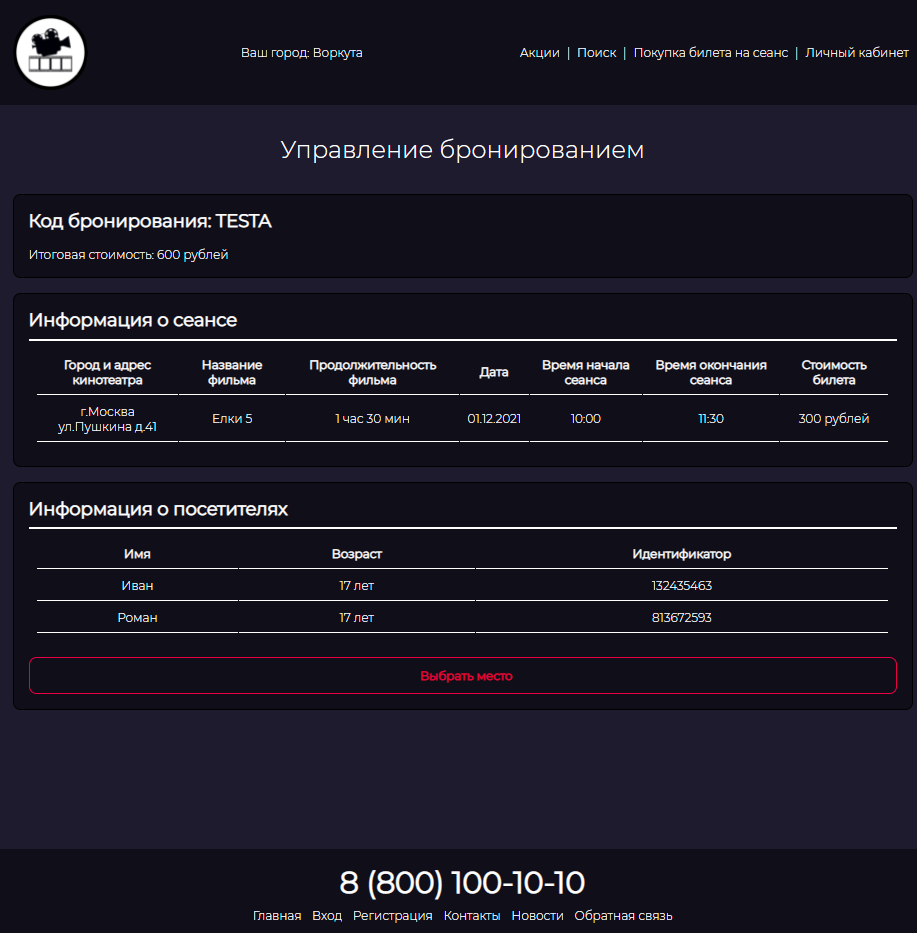 Ваш город: Воркута
Акции | Поиск | Покупка билета на сеанс | Личный кабинет
Управление бронированием
Код бронирования: TESTA
Итоговая стоимость: 600 рублей
Информация о сеансе
Город и адрес кинотеатра Название фильма Продолжительность фильма Дата Время начала сеанса Время окончания сеанса Стоимость билета
г.Москва ул.Пушкина д.41 Елки 5 1 час 30 мин 01.12.2021 10:00 11:30 300 рублей
Информация о посетителях
Имя Возраст Идентификатор
Иван 17 лет 132435463
Роман 17 лет 813672593
Выбрать место
8 (800) 100-10-10
Главная Вход Регистрация Контакты Новости Обратная связь